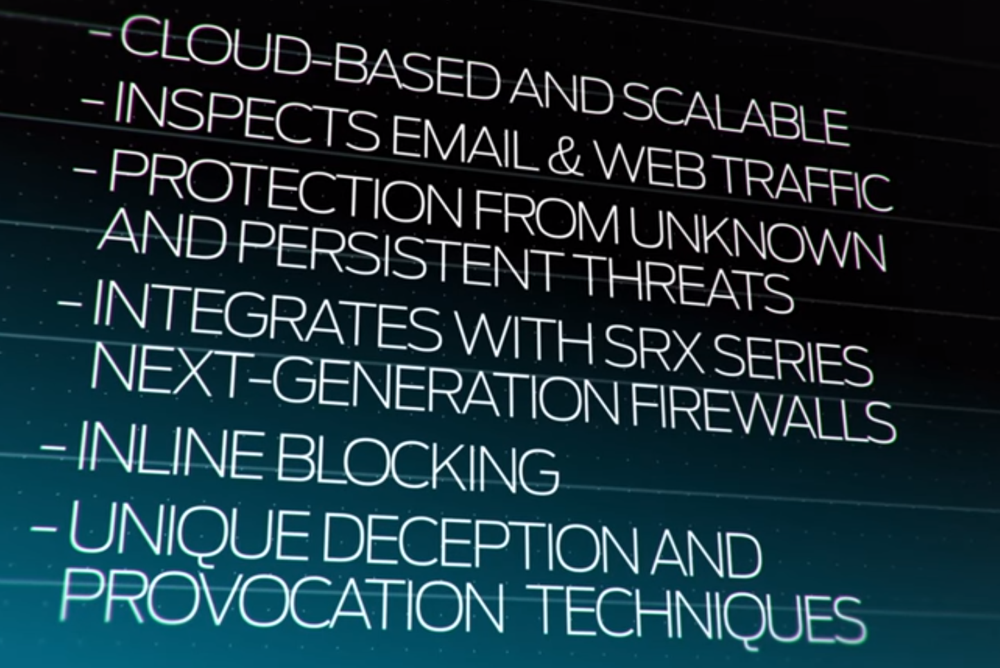 - CLOUD-BASED AND SCALABLE
- INSPECTS EMAIL & WEB TRAFFIC
- PROTECTION FROM UNKNOWN
AND PERSISTENT THREATS
- INTEGRATES WITH SRX SERIES
NEXT-GENERATION FIREWALLS
- INLINE BLOCKING
- UNIQUE DECEPTION AND
PROVOCATION TECHNIQUES